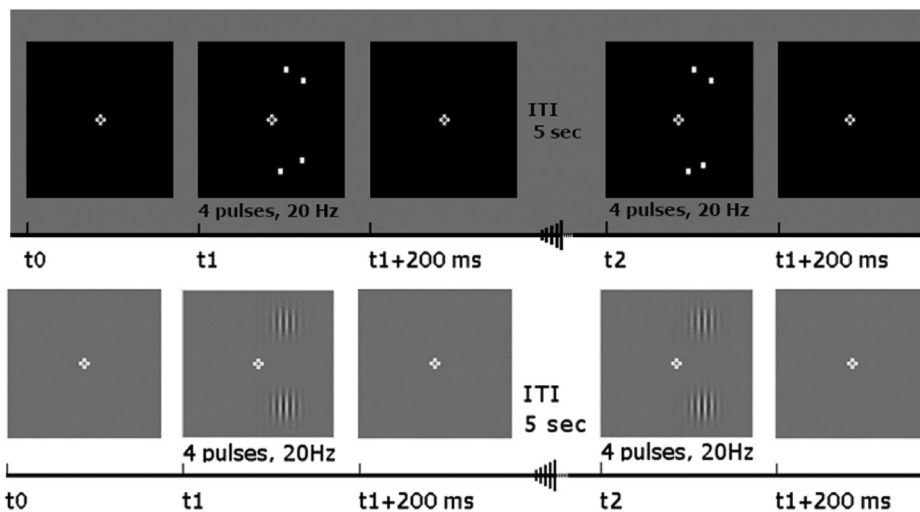 ITI
5 sec
4 pulses, 20 Hz
4 pulses, 20 Hz
t0
t1
t1+200 ms
t2
t1+200 ms
ITI
5 sec
4 pulses, 20Hz
4 pulses, 20Hz
t0
t1
t1+200 ms
t2
t1+200 ms